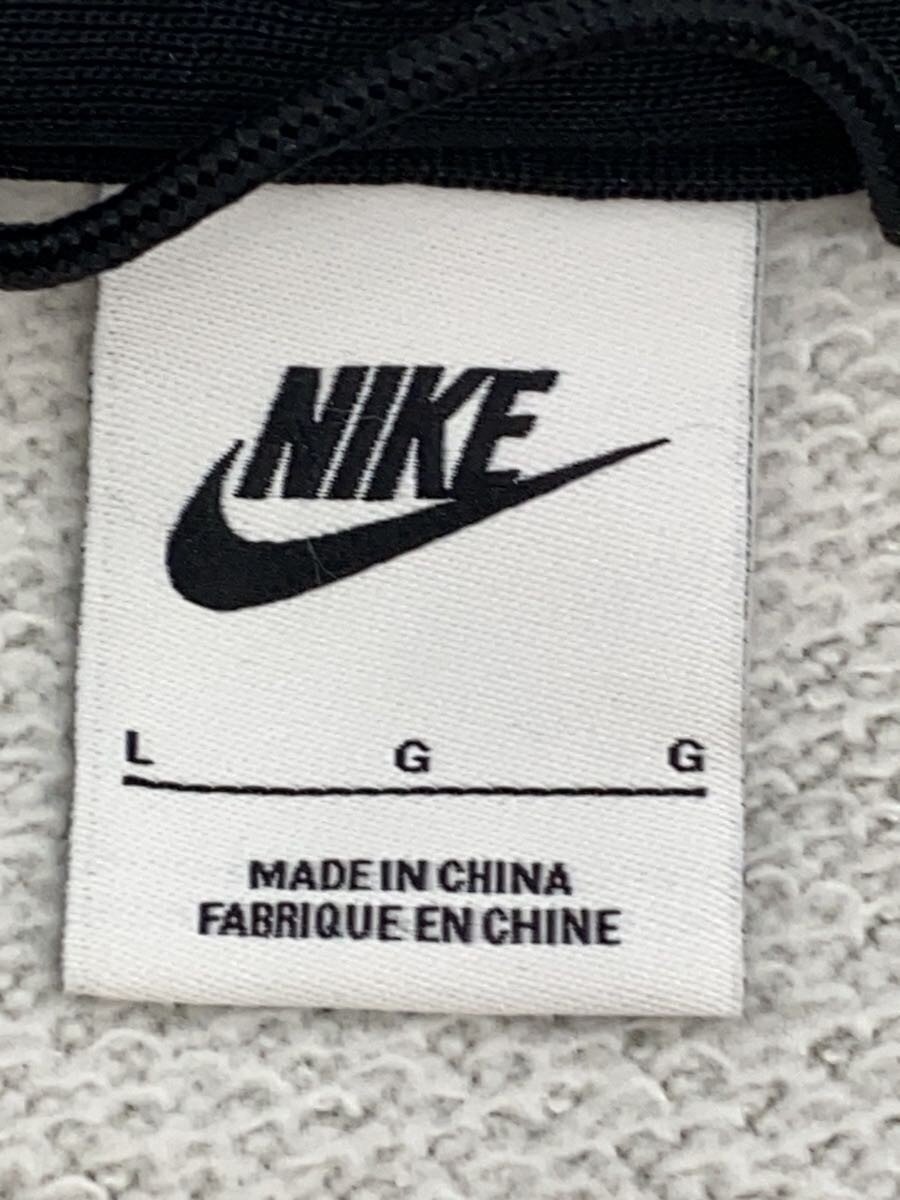 NIKE
L G G
MADE IN CHINA
FABRIQUE EN CHINE